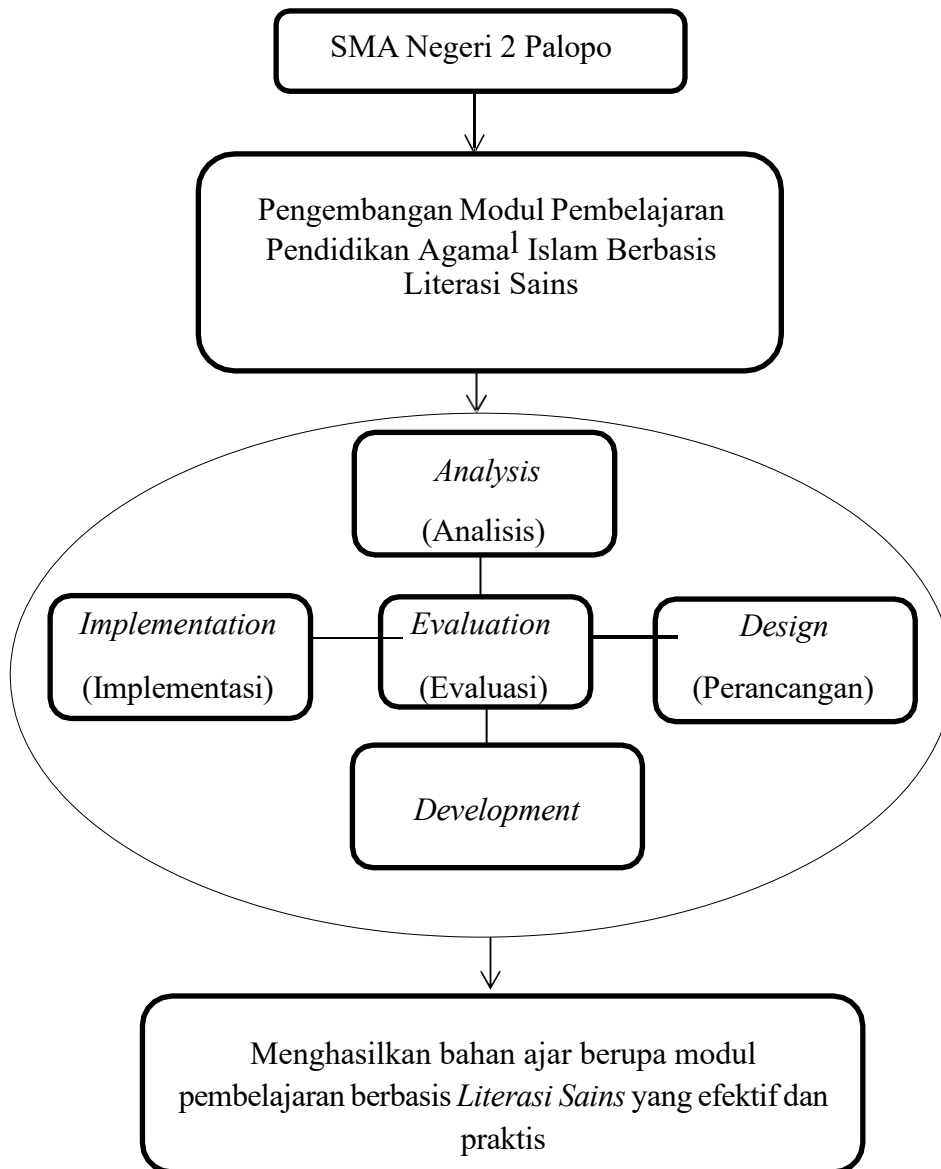 SMA Negeri 2 Palopo
Pengembangan Modul Pembelajaran
Pendidikan Agama1 Islam Berbasis
Literasi Sains
Analysis
(Analisis)
Implementation
(Implementasi)
Evaluation
(Evaluasi)
Design
(Perancangan)
Development
Menghasilkan bahan ajar berupa modul
pembelajaran berbasis Literasi Sains yang efektif dan
praktis